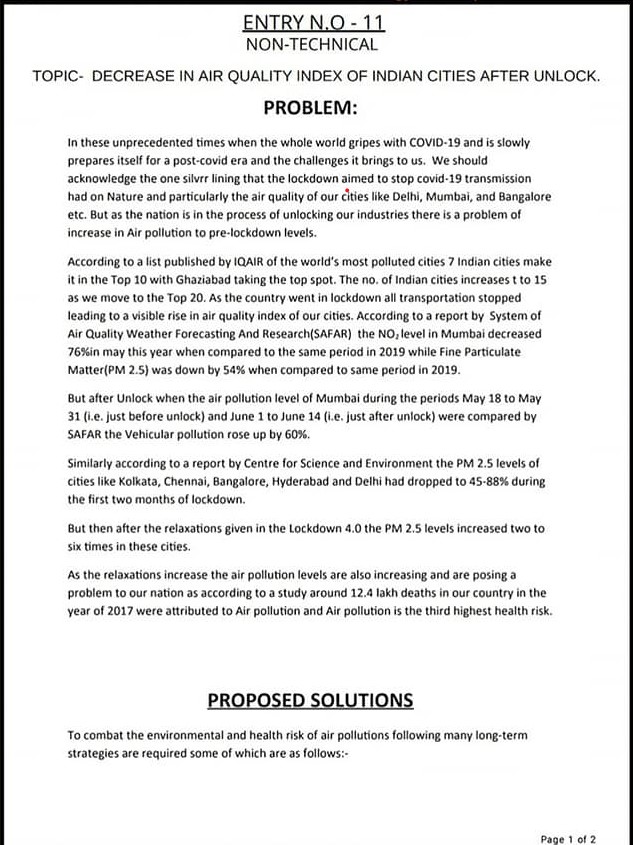 ENTRY N.O - 11
NON-TECHNICAL
TOPIC- DECREASE IN AIR QUALITY INDEX OF INDIAN CITIES AFTER UNLOCK.
PROBLEM:
In these unprecedented times when the whole world gripes with COVID-19 and is slowly
prepares itself for a post-covid era and the challenges it brings to us. We should
acknowledge the one silvrr lining that the lockdown aimed to stop covid-19 transmission
had on Nature and particularly the air quality of our cities like Delhi, Mumbai, and Bangalore
etc. But as the nation is in the process of unlocking our industries there is a problem of
increase in Air pollution to pre-lockdown levels.
According to a list published by IQAIR of the world's most polluted cities 7 Indian cities make
it in the Top 10 with Ghaziabad taking the top spot. The no. of Indian cities increases t to 15
as we move to the Top 20. As the country went in lockdown all transportation stopped
leading to a visible rise in air quality index of our cities. According to a report by System of
Air Quality Weather Forecasting And Research(SAFAR) the NO₂ level in Mumbai decreased
76%in may this year when compared to the same period in 2019 while Fine Particulate
Matter(PM 2.5) was down by 54% when compared to same period in 2019.
But after Unlock when the air pollution level of Mumbai during the periods May 18 to May
31 (i.e. just before unlock) and June 1 to June 14 (i.e. just after unlock) were compared by
SAFAR the Vehicular pollution rose up by 60%.
Similarly according to a report by Centre for Science and Environment the PM 2.5 levels of
cities like Kolkata, Chennai, Bangalore, Hyderabad and Delhi had dropped to 45-88% during
the first two months of lockdown.
But then after the relaxations given in the Lockdown 4.0 the PM 2.5 levels increased two to
six times in these cities.
As the relaxations increase the air pollution levels are also increasing and are posing a
problem to our nation as according to a study around 12.4 lakh deaths in our country in the
year of 2017 were attributed to Air pollution and Air pollution is the third highest health risk.
PROPOSED SOLUTIONS
To combat the environmental and health risk of air pollutions following many long-term
strategies are required some of which are as follows:-
Page 1 of 2